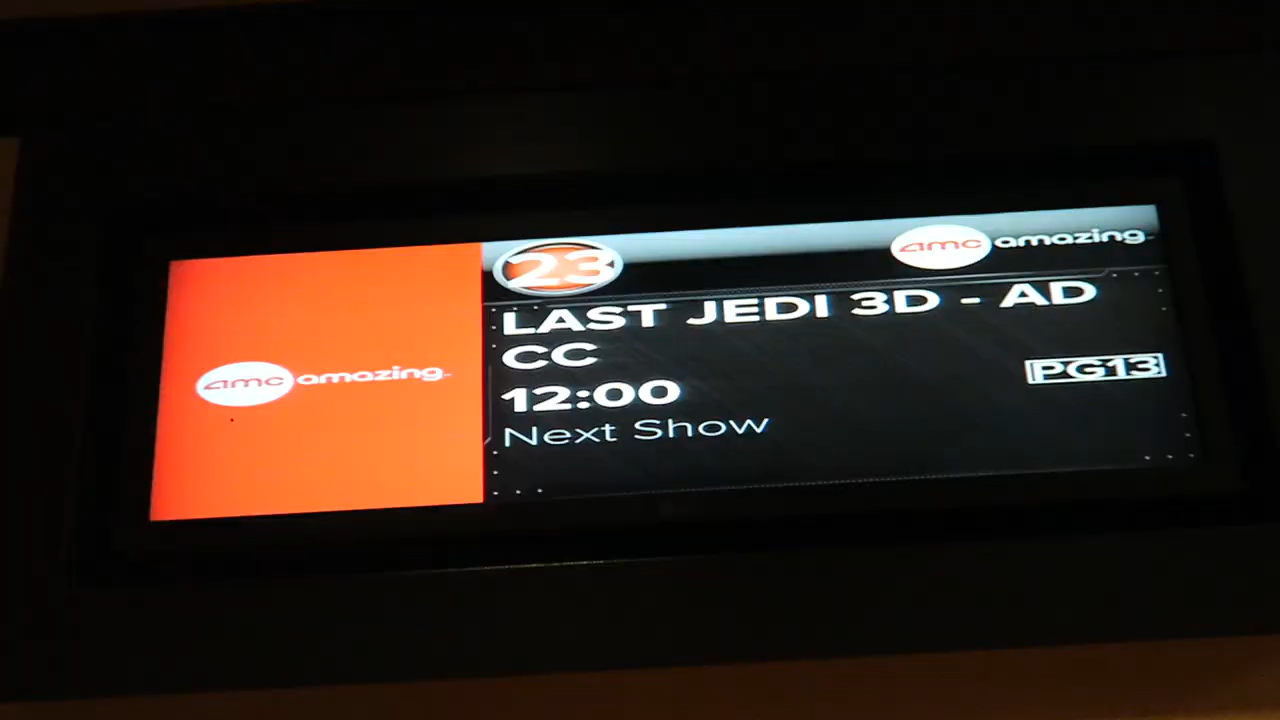 23
amc amazing
LAST JEDI 3D - AD
CC
12:00
PG13
Next Show
amc amazing